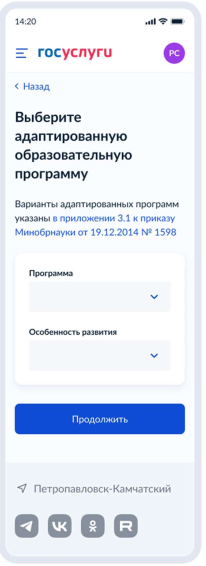 14:20
госуслуги
РС
Назад
Выберите
адаптированную
образовательную
программу
Варианты адаптированных программ
указаны в приложении 3.1 к приказу
Минобрнауки от 19.12.2014 № 1598
Программа
Особенность развития
Продолжить
Петропавловск-Камчатский